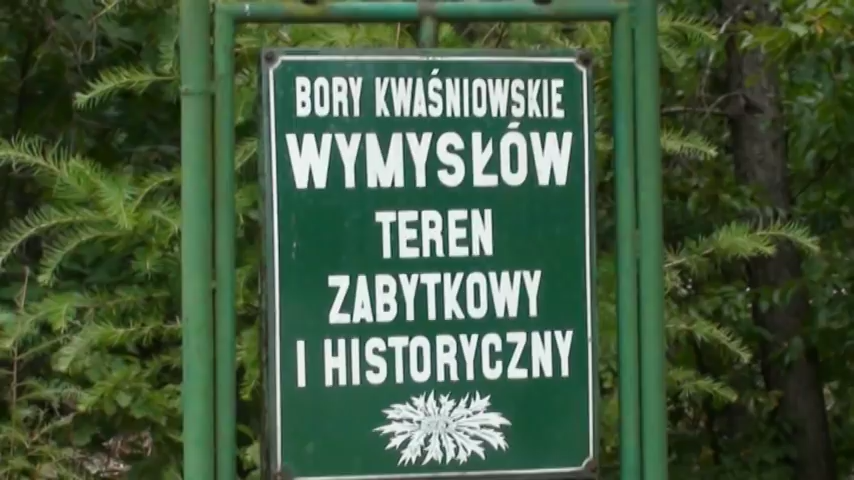 BORY KWAŚNIOWSKIE
WYMYSŁÓW
TEREN
ZABYTKOWY
I HISTORYCZNY